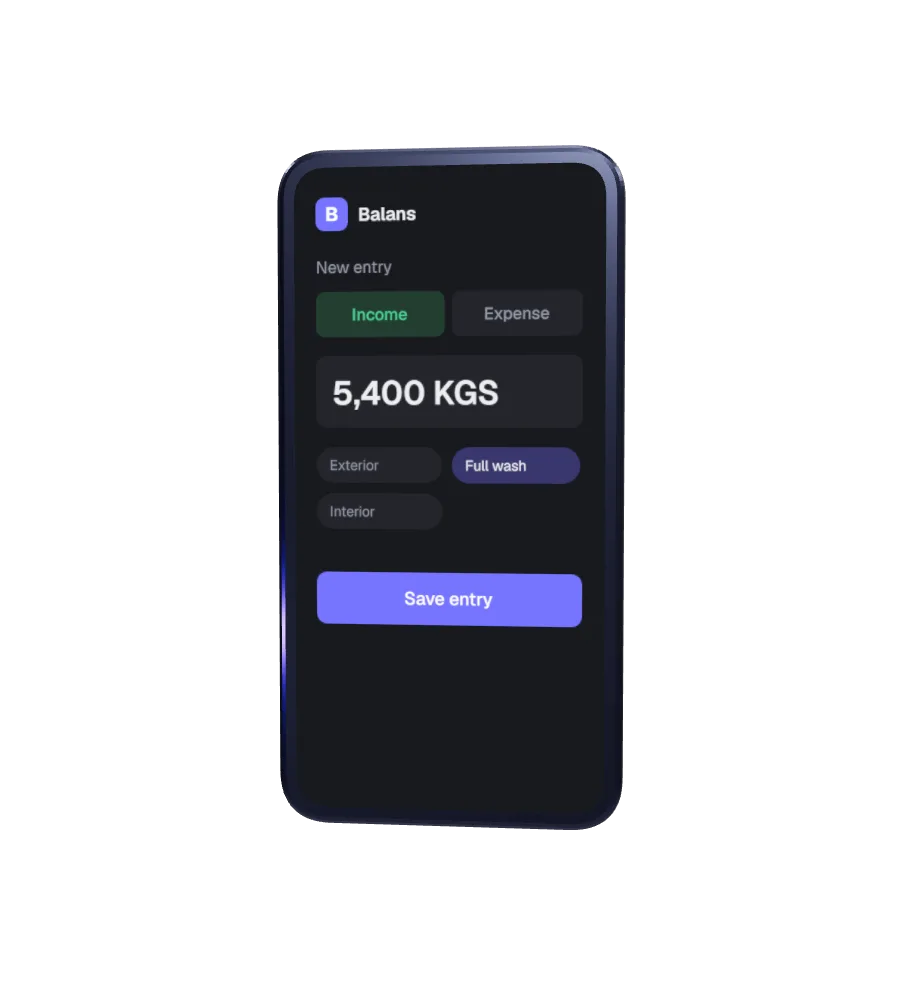 B Balans
New entry
Income Expense
5,400 KGS
Exterior Full wash
Interior
Save entry